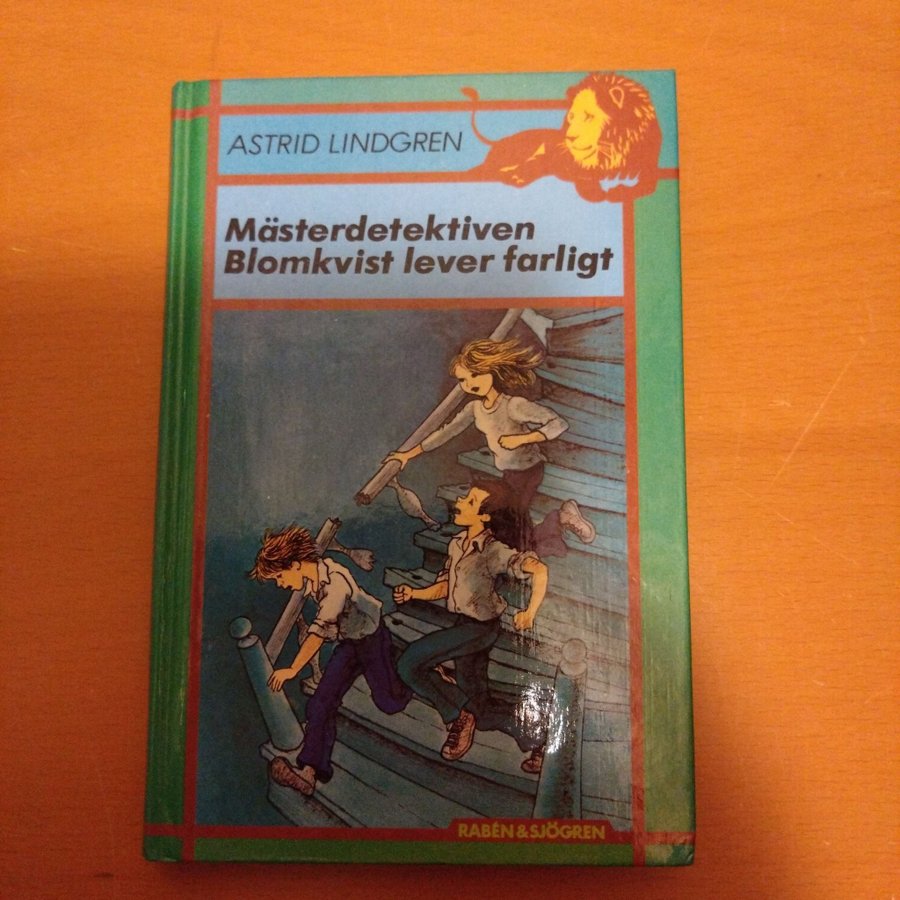 ASTRID LINDGREN
Mästerdetektiven
Blomkvist lever farligt
RABÉN & SJÖGREN